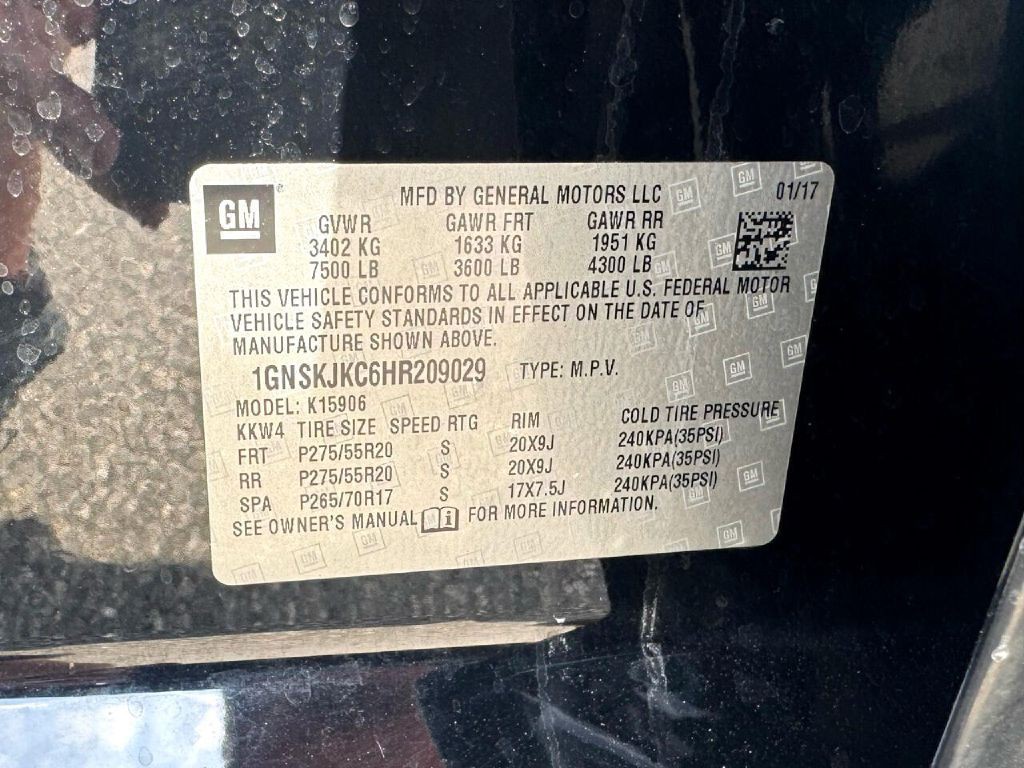 GM
MFD BY GENERAL MOTORS LLC 01/17
GVWR GAWR FRT GAWR RR
3402 KG 1633 KG 1951 KG
7500 LB 3600 LB 4300 LB
THIS VEHICLE CONFORMS TO ALL APPLICABLE U.S. FEDERAL MOTOR
VEHICLE SAFETY STANDARDS IN EFFECT ON THE DATE OF
MANUFACTURE SHOWN ABOVE.
1GNSKJKC6HR209029 TYPE: M.P.V.
MODEL: K15906
KKW4 TIRE SIZE SPEED RTG RIM COLD TIRE PRESSURE
FRT P275/55R20 S 20X9J 240KPA(35PSI)
RR P275/55R20 S 20X9J 240KPA(35PSI)
SPA P265/70R17 S 17X7.5J 240KPA(35PSI)
SEE OWNER'S MANUAL FOR MORE INFORMATION.